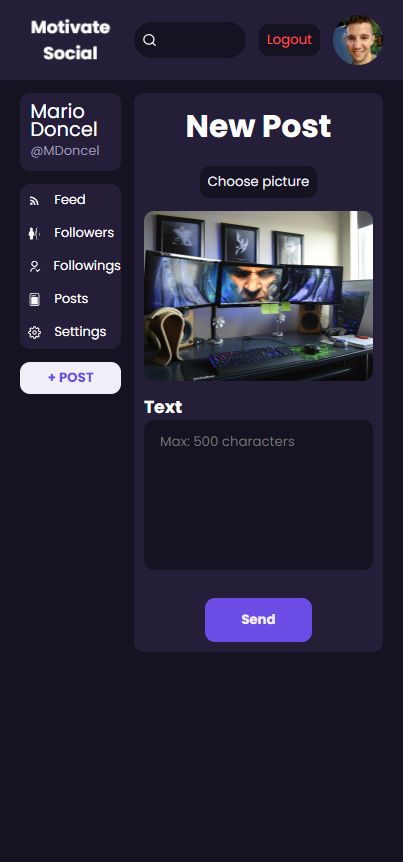 Motivate
Social
Logout
Mario
Doncel
@MDoncel
Feed
Followers
Followings
Posts
Settings
+ POST
New Post
Choose picture
Text
Max: 500 characters
Send